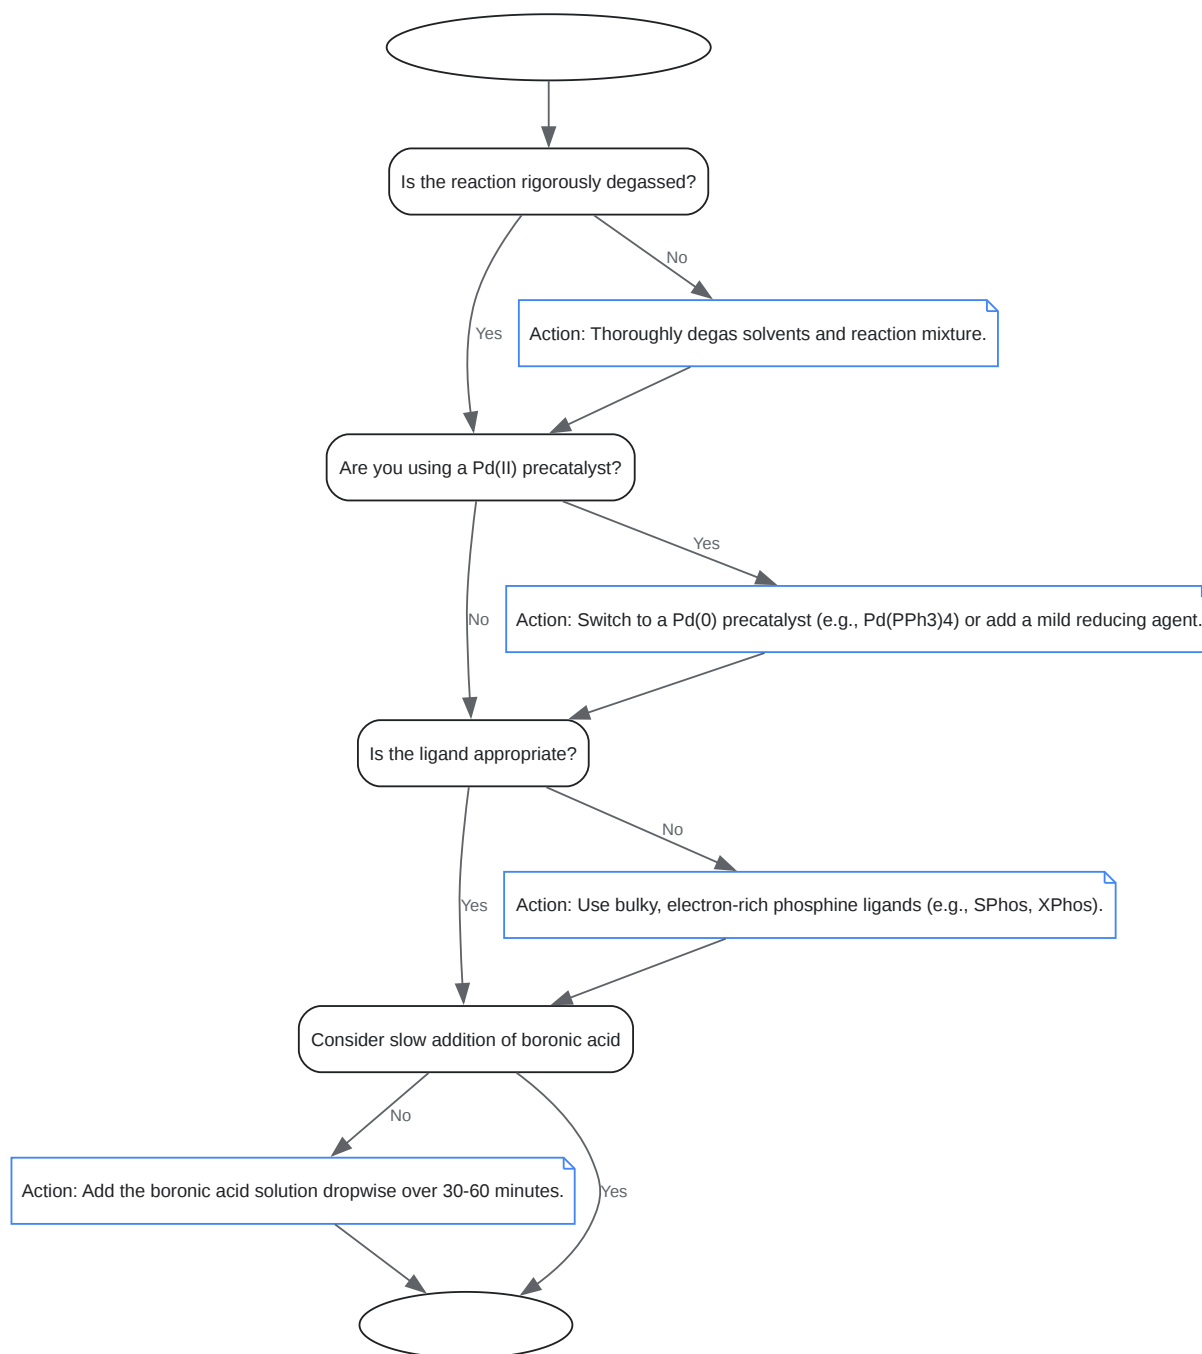 Is the reaction rigorously degassed?
No
Yes
Action: Thoroughly degas solvents and reaction mixture.
Are you using a Pd(II) precatalyst?
Yes
No
Action: Switch to a Pd(0) precatalyst (e.g., Pd(PPh3)4) or add a mild reducing agent.
Is the ligand appropriate?
No
Yes
Action: Use bulky, electron-rich phosphine ligands (e.g., SPhos, XPhos).
Consider slow addition of boronic acid
No
Action: Add the boronic acid solution dropwise over 30-60 minutes.
Yes